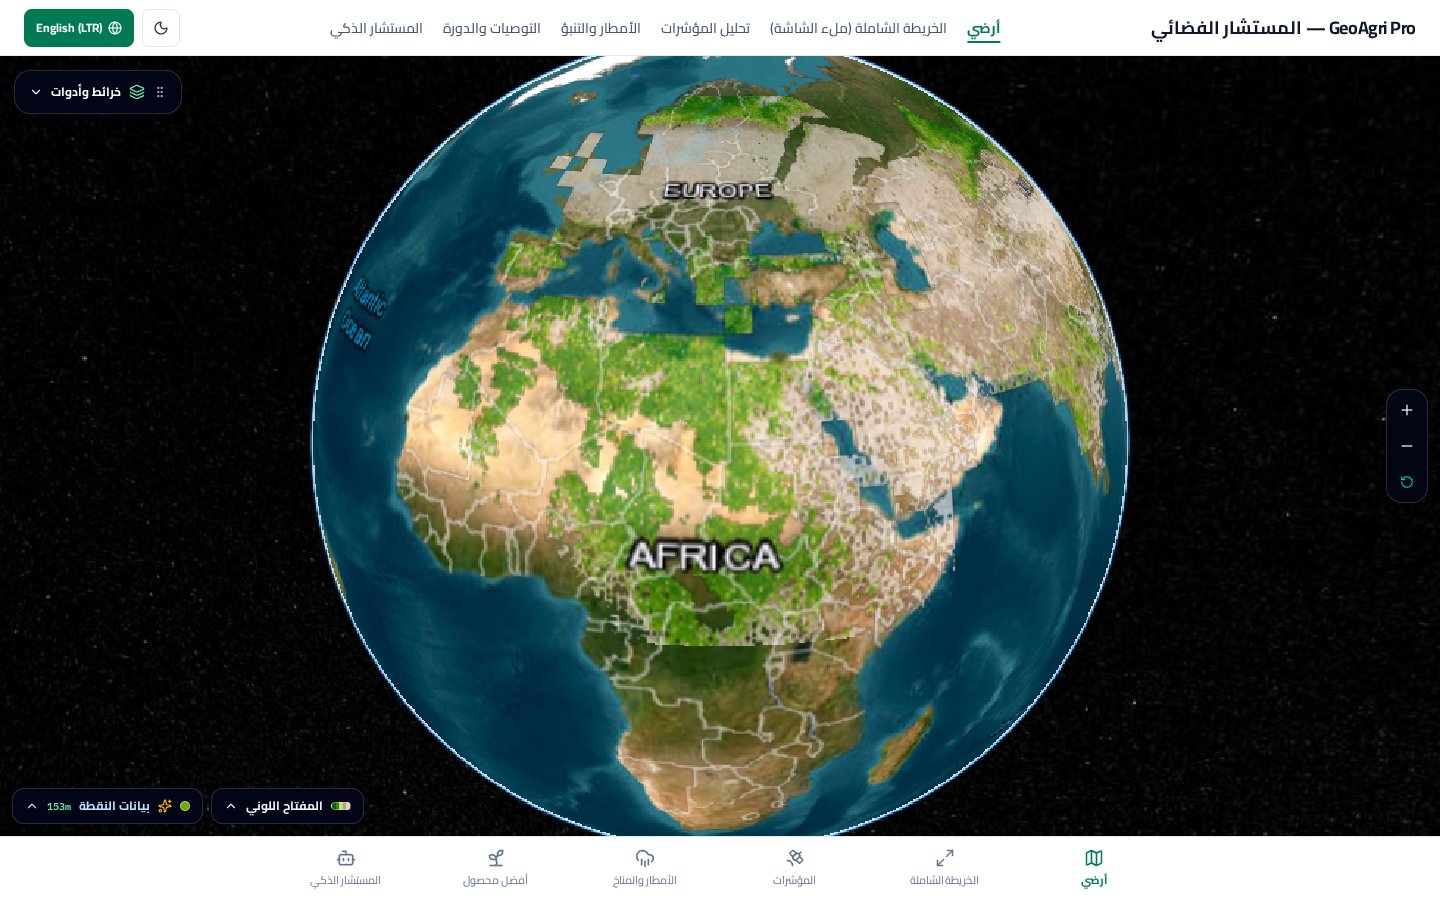 GeoAgri Pro — المستشار الفضائي
أرضي
الخريطة الشاملة (ملء الشاشة)
تحليل المؤشرات
الأمطار والتنبؤ
التوصيات والدورة
المستشار الذكي
English (LTR)
خرائط وأدوات
EUROPE
Atlantic
Ocean
AFRICA
المفتاح اللوني
بيانات النقطة 153m
أرضي
الخريطة الشاملة
المؤشرات
الأمطار والمناخ
أفضل محصول
المستشار الذكي